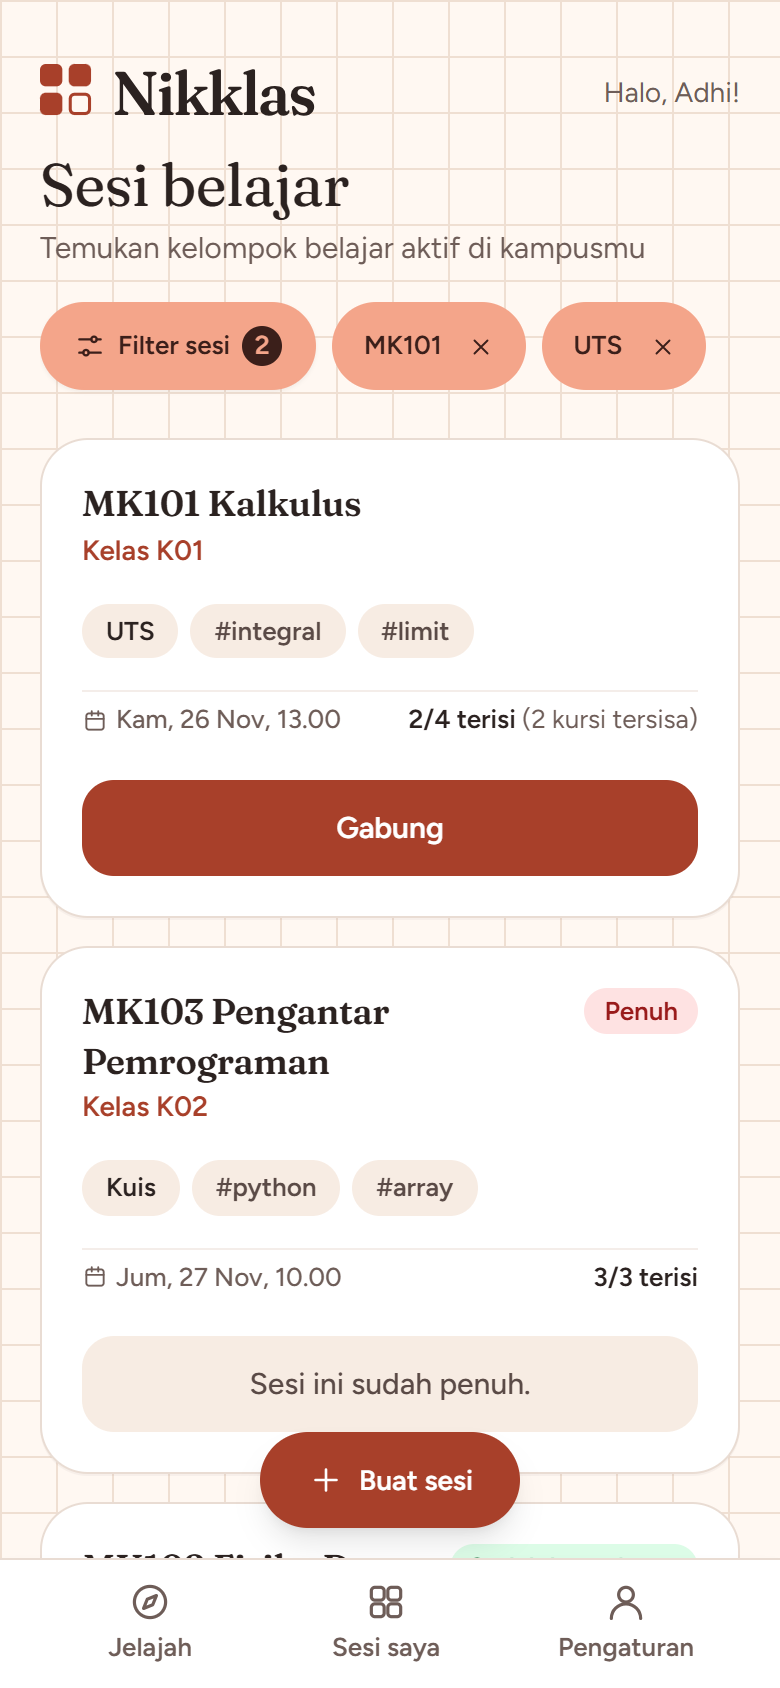 Nikklas
Halo, Adhi!
Sesi belajar
Temukan kelompok belajar aktif di kampusmu
Filter sesi 2
MK101
UTS
MK101 Kalkulus
Kelas K01
UTS #integral #limit
Kam, 26 Nov, 13.00
2/4 terisi (2 kursi tersisa)
Gabung
MK103 Pengantar
Pemrograman
Penuh
Kelas K02
Kuis #python #array
Jum, 27 Nov, 10.00
3/3 terisi
Sesi ini sudah penuh.
Buat sesi
Jelajah
Sesi saya
Pengaturan